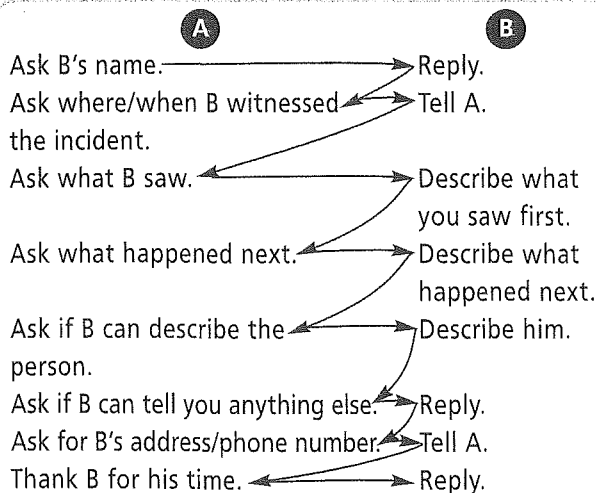 A B
Ask B's name. Reply.
Ask where/when B witnessed Tell A.
the incident.
Ask what B saw. Describe what
you saw first.
Ask what happened next. Describe what
happened next.
Ask if B can describe the Describe him.
person.
Ask if B can tell you anything else. Reply.
Ask for B's address/phone number. Tell A.
Thank B for his time. Reply.